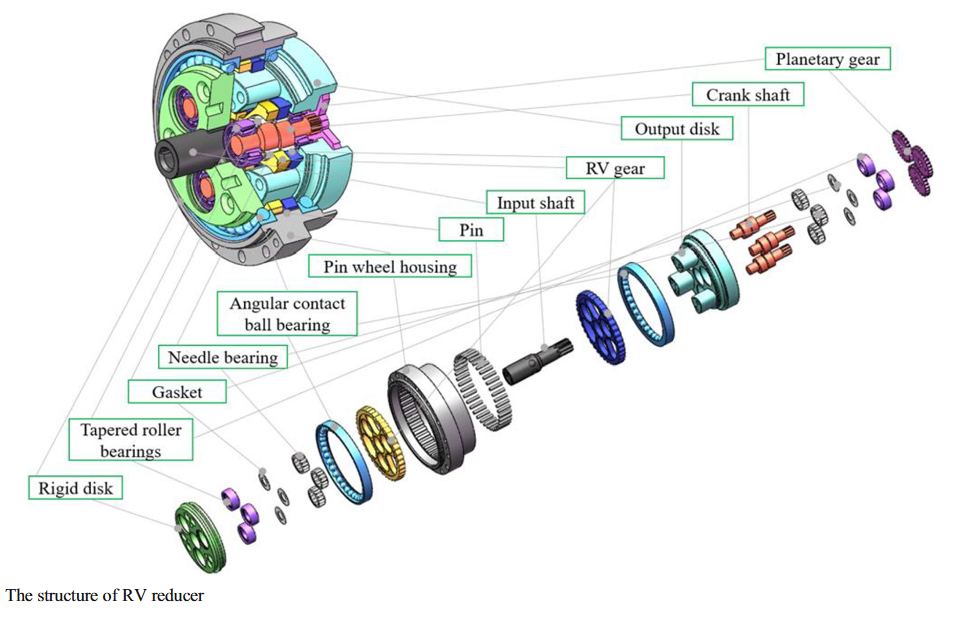 Planetary gear
Crank shaft
Output disk
RV gear
Input shaft
Pin
Pin wheel housing
Angular contact
ball bearing
Needle bearing
Gasket
Tapered roller
bearings
Rigid disk
The structure of RV reducer